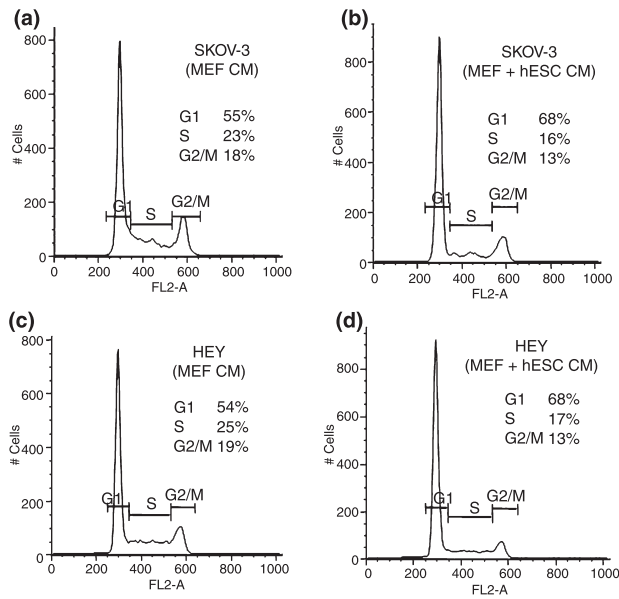 (a)
SKOV-3
(MEF CM)
G1 55%
S 23%
G2/M 18%
# Cells
800
600
400
200
0
G1
S
G2/M
0 200 400 600 800 1000
FL2-A
(b)
SKOV-3
(MEF + hESC CM)
G1 68%
S 16%
G2/M 13%
# Cells
800
600
400
200
0
G1
S
G2/M
0 200 400 600 800 1000
FL2-A
(c)
HEY
(MEF CM)
G1 54%
S 25%
G2/M 19%
# Cells
800
600
400
200
0
G1
S
G2/M
0 200 400 600 800 1000
FL2-A
(d)
HEY
(MEF + hESC CM)
G1 68%
S 17%
G2/M 13%
# Cells
800
600
400
200
0
G1
S
G2/M
0 200 400 600 800 1000
FL2-A